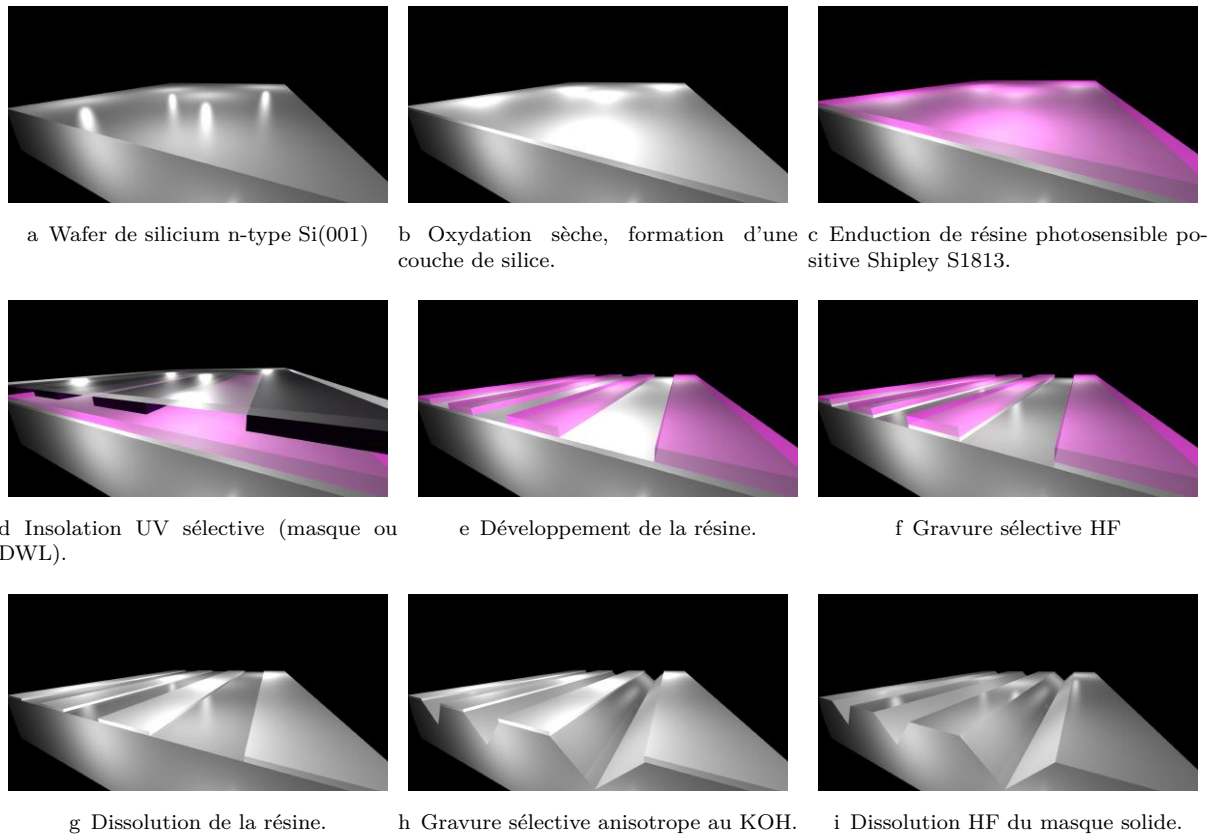 a Wafer de silicium n-type Si(001)
b Oxydation sèche, formation d'une
couche de silice.
c Enduction de résine photosensible po-
sitive Shipley S1813.
d Insolation UV sélective (masque ou
DWL).
e Développement de la résine.
f Gravure sélective HF
g Dissolution de la résine.
h Gravure sélective anisotrope au KOH.
i Dissolution HF du masque solide.